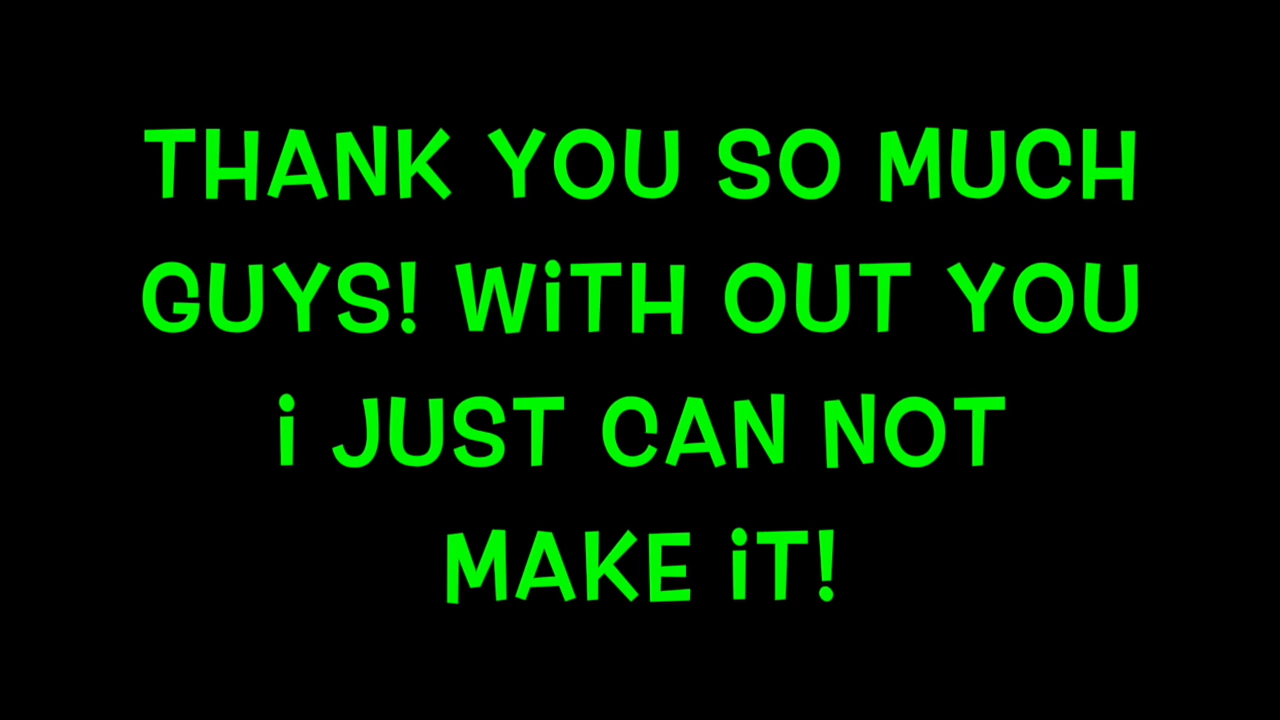 THANK YOU SO MUCH
GUYS! WiTH OUT YOU
i JUST CAN NOT
MAKE iT!